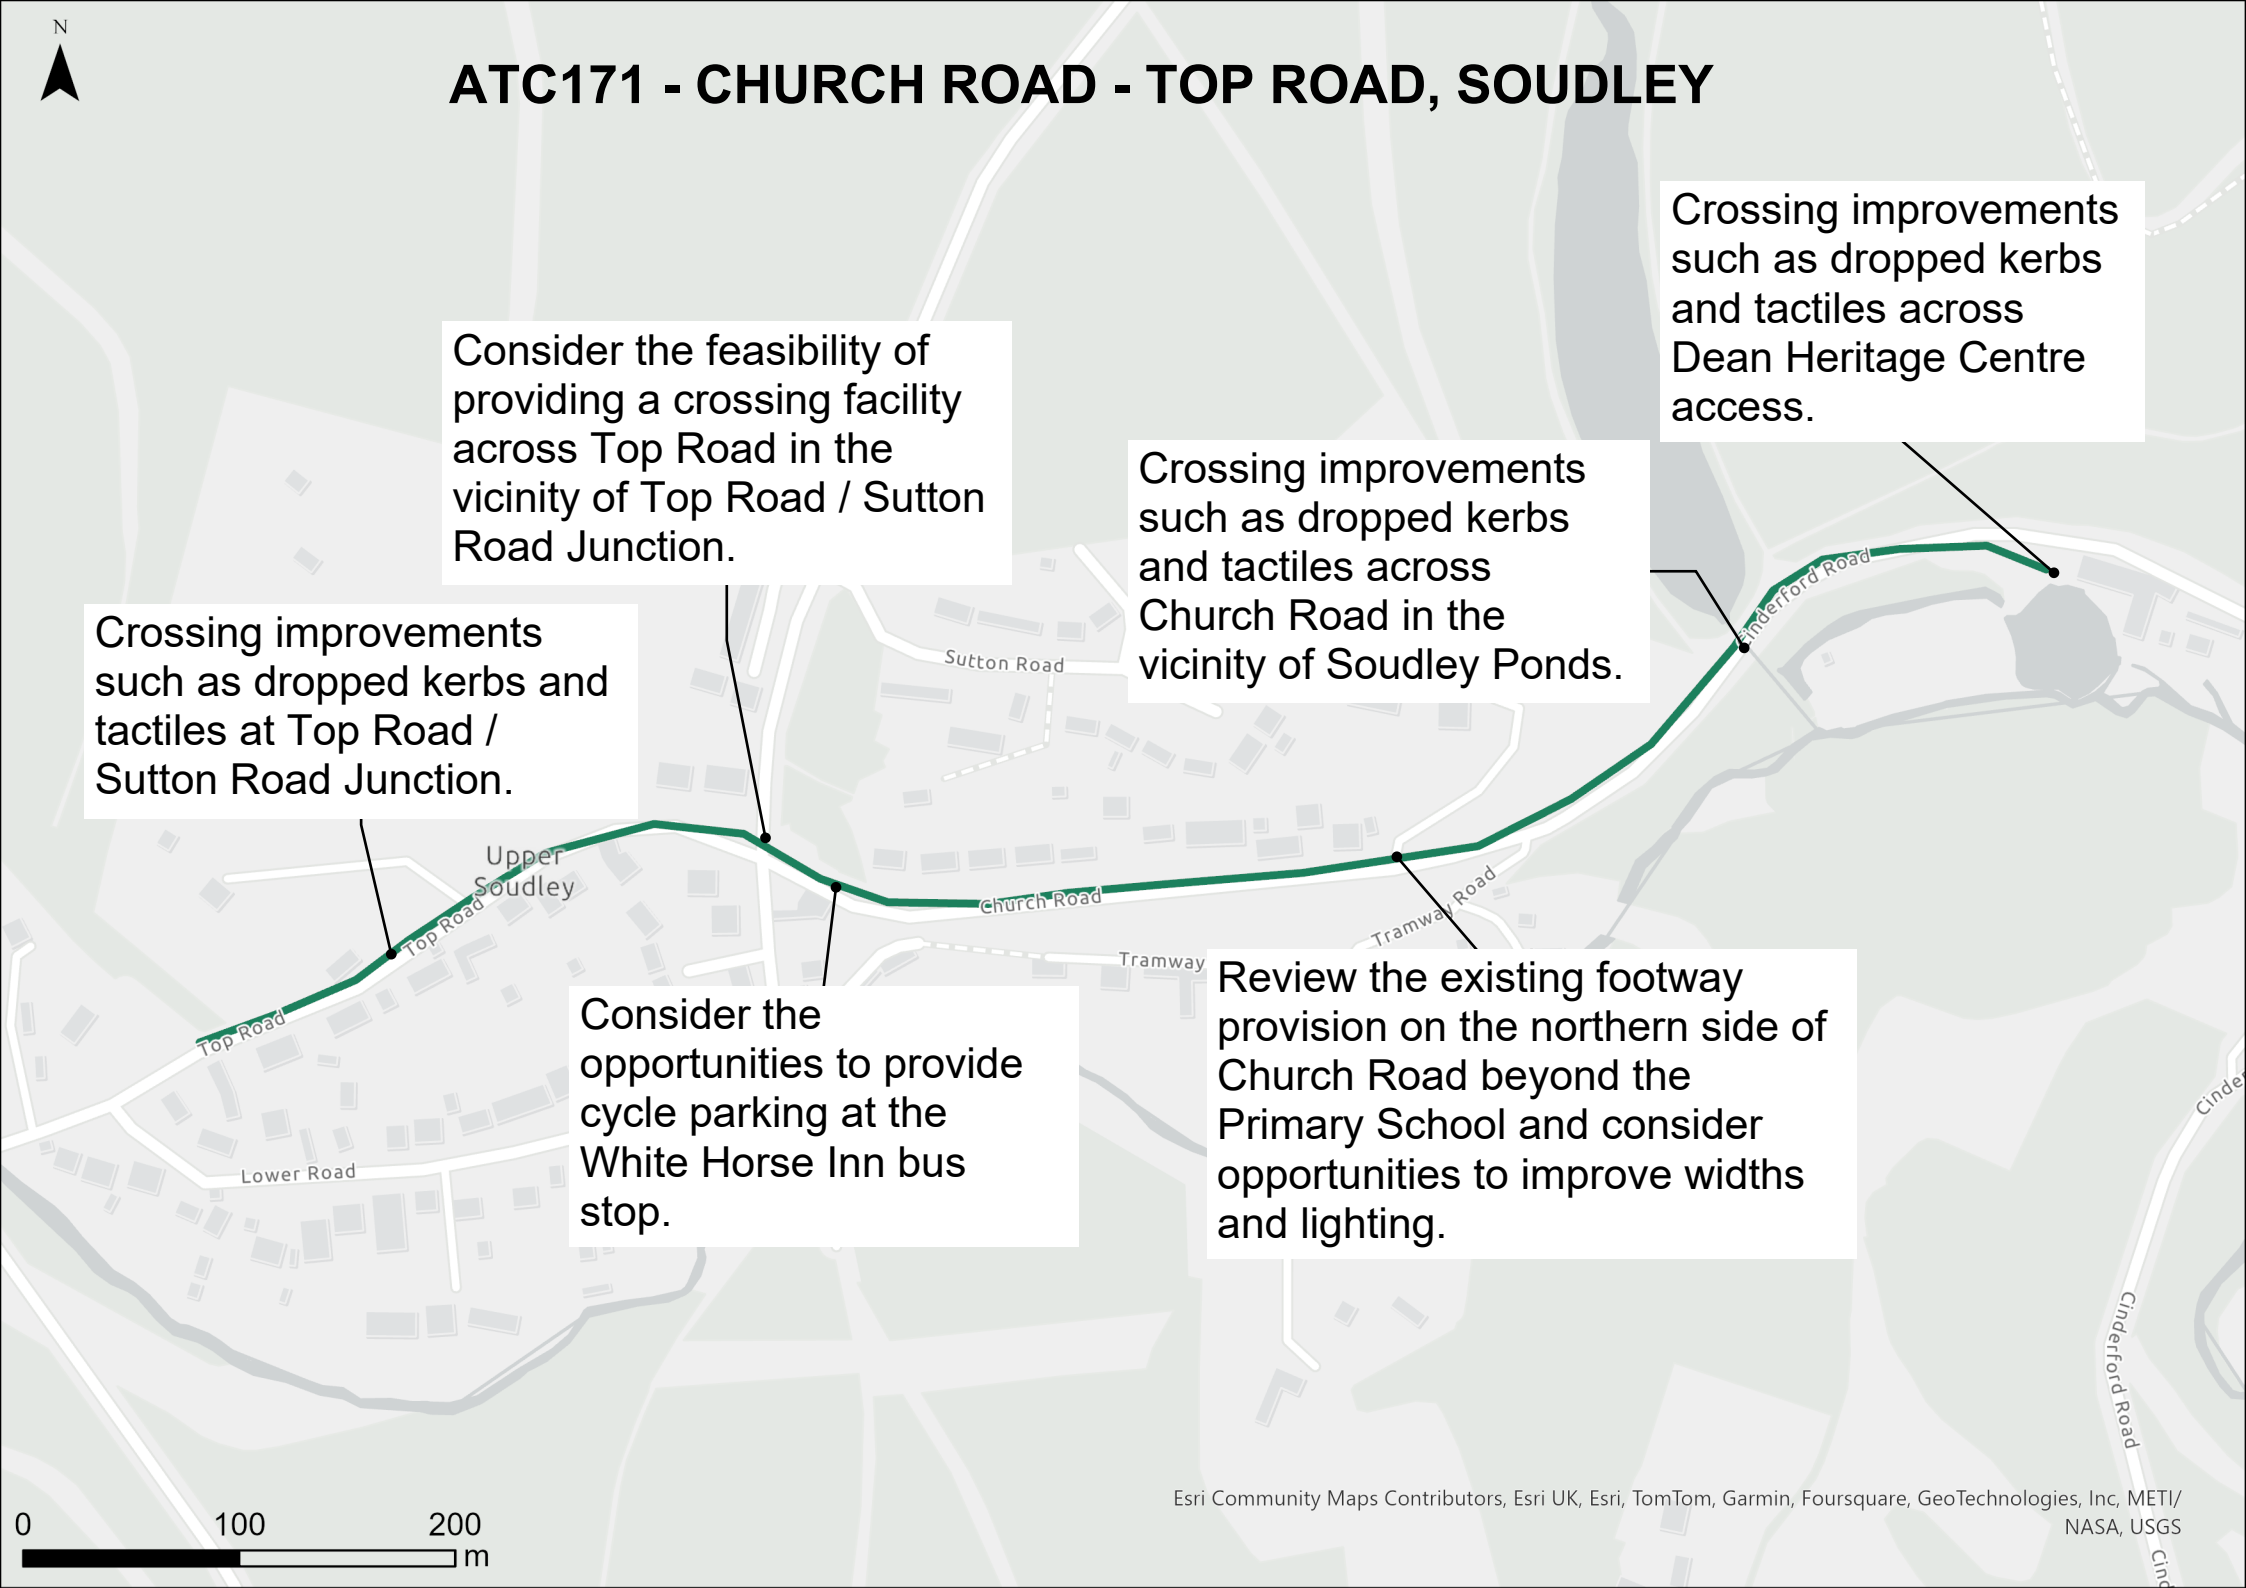 N
ATC171 - CHURCH ROAD - TOP ROAD, SOUDLEY
Crossing improvements
such as dropped kerbs
and tactiles across
Dean Heritage Centre
access.
Consider the feasibility of
providing a crossing facility
across Top Road in the
vicinity of Top Road / Sutton
Road Junction.
Crossing improvements
such as dropped kerbs
and tactiles across
Church Road in the
vicinity of Soudley Ponds.
Crossing improvements
such as dropped kerbs and
tactiles at Top Road /
Sutton Road Junction.
Cinderford Road
Sutton Road
Upper
Soudley
Top Road
Church Road
Tramway Road
Tramway
Top Road
Consider the
opportunities to provide
cycle parking at the
White Horse Inn bus
stop.
Review the existing footway
provision on the northern side of
Church Road beyond the
Primary School and consider
opportunities to improve widths
and lighting.
Lower Road
Cinde
Cinderford Road
Cind
Esri Community Maps Contributors, Esri UK, Esri, TomTom, Garmin, Foursquare, GeoTechnologies, Inc, METI/
NASA, USGS
0 100 200
m